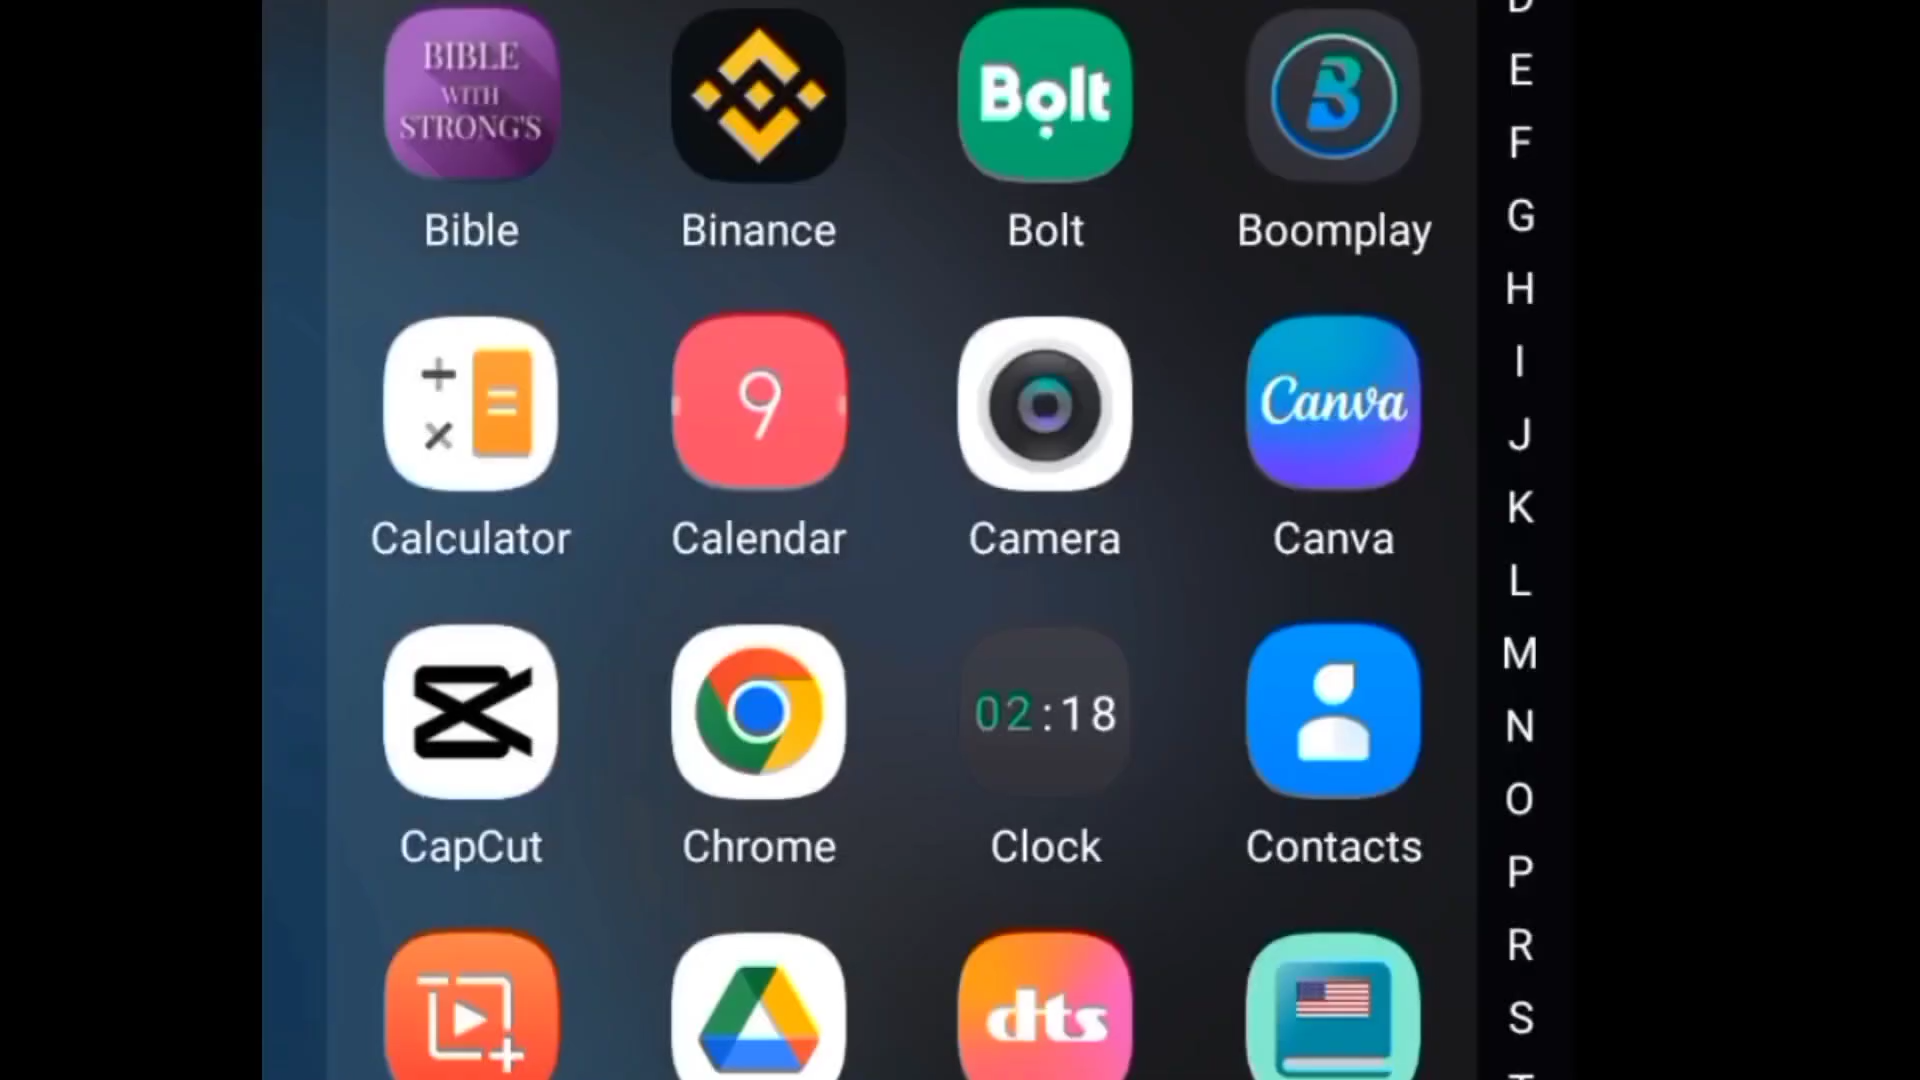 BIBLE
WITH
STRONG'S
Bolt
B
Bible
Binance
Bolt
Boomplay
+
=
×
9
Canva
Calculator
Calendar
Camera
Canva
02:18
CapCut
Chrome
Clock
Contacts
+
dts
E
F
G
H
I
J
K
L
M
N
O
P
R
S